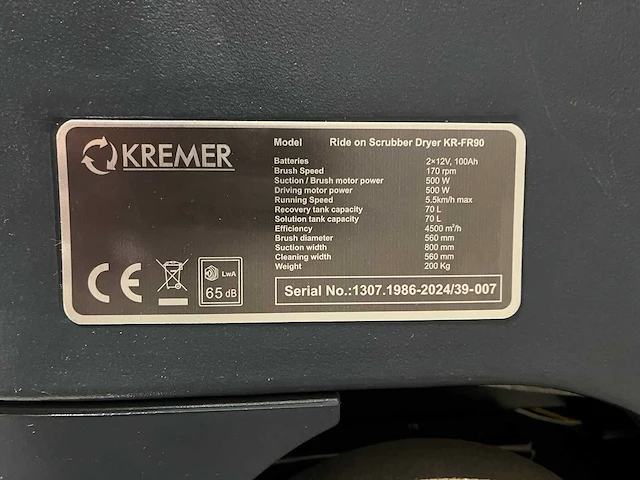 KREMER
Model Ride on Scrubber Dryer KR-FR90
Batteries 2×12V, 100Ah
Brush Speed 170 rpm
Suction / Brush motor power 500 W
Driving motor power 500 W
Running Speed 5.5km/h max
Recovery tank capacity 70 L
Solution tank capacity 70 L
Efficiency 4500 m²/h
Brush diameter 560 mm
Suction width 800 mm
Cleaning width 560 mm
Weight 200 Kg
CE
LwA
65 dB
Serial No.:1307.1986-2024/39-007